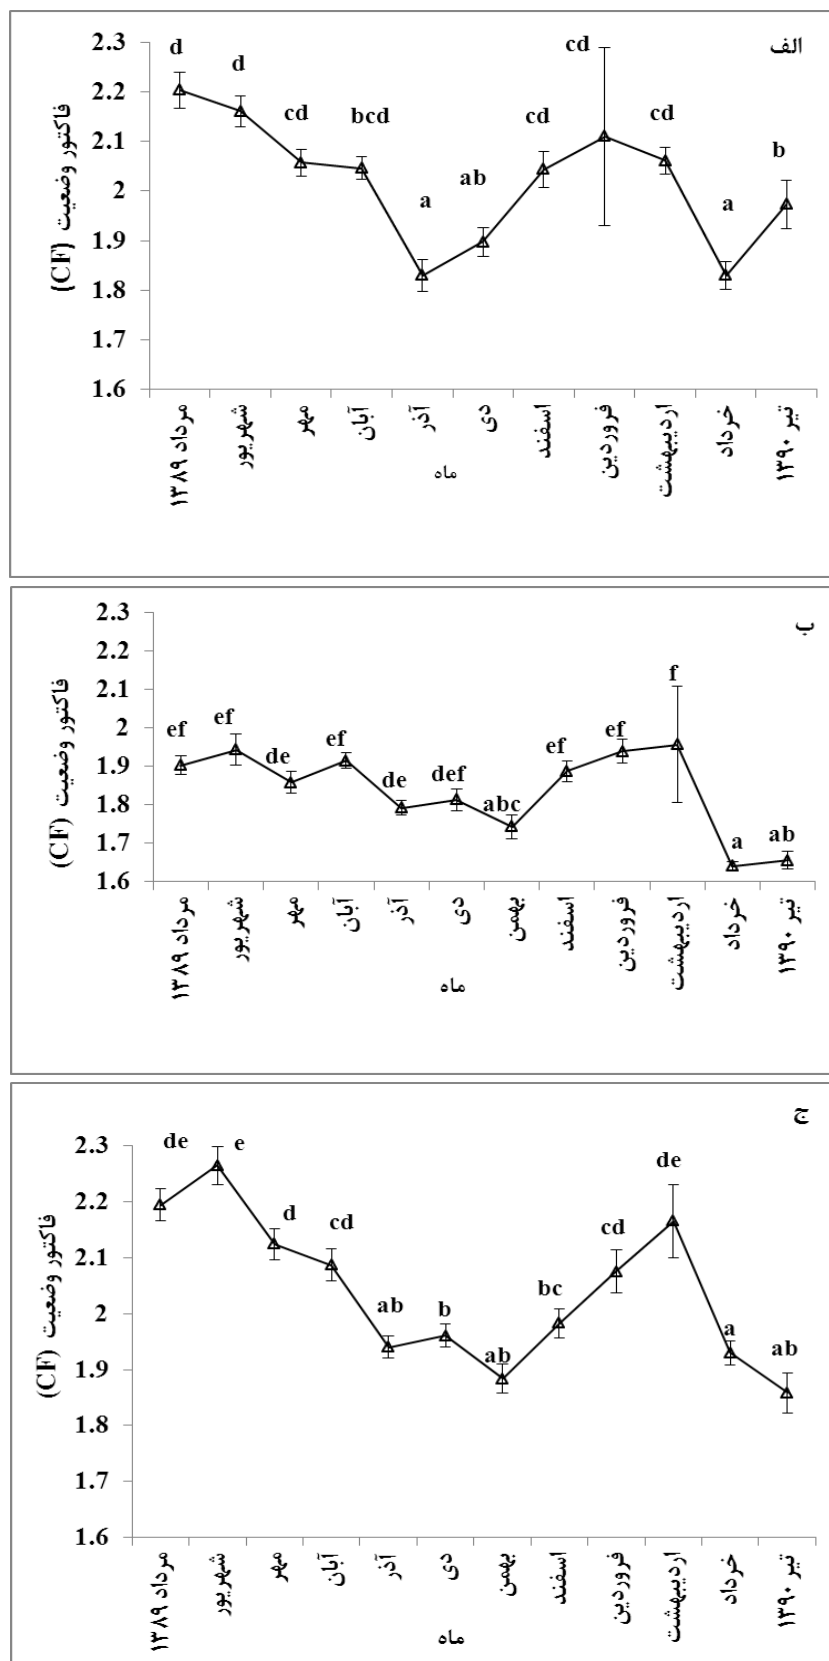 الف
فاکتور وضعیت (CF)
2.3
2.2
2.1
2
1.9
1.8
1.7
1.6
d
d
cd
bcd
a
ab
cd
cd
cd
a
b
مرداد ۱۳۸۹
شهریور
مهر
آبان
آذر
دی
اسفند
فروردین
اردیبهشت
خرداد
تیر ۱۳۹۰
ماه
ب
فاکتور وضعیت (CF)
2.3
2.2
2.1
2
1.9
1.8
1.7
1.6
ef
ef
de
ef
de
def
abc
ef
ef
f
a
ab
مرداد ۱۳۸۹
شهریور
مهر
آبان
آذر
دی
بهمن
اسفند
فروردین
اردیبهشت
خرداد
تیر ۱۳۹۰
ماه
ج
فاکتور وضعیت (CF)
2.3
2.2
2.1
2
1.9
1.8
1.7
1.6
de
e
d
cd
ab
b
ab
bc
cd
de
a
ab
مرداد ۱۳۸۹
شهریور
مهر
آبان
آذر
دی
بهمن
اسفند
فروردین
اردیبهشت
خرداد
تیر ۱۳۹۰
ماه